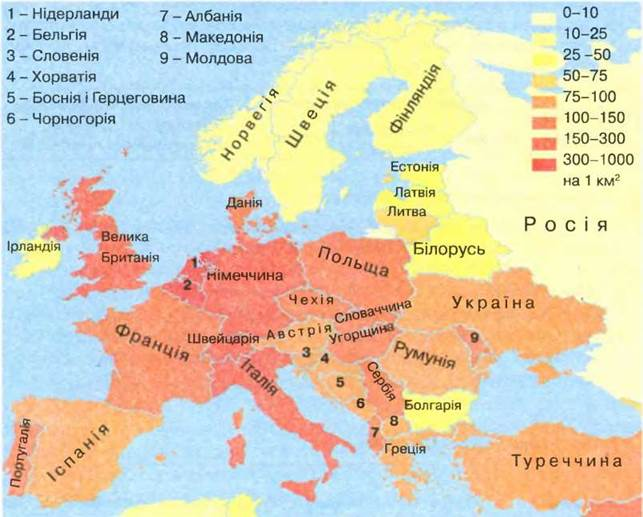 1 – Нідерланди
2 – Бельгія
3 – Словенія
4 – Хорватія
5 – Боснія і Герцеговина
6 – Чорногорія
7 – Албанія
8 – Македонія
9 – Молдова
0–10
10–25
25–50
50–75
75–100
100–150
150–300
300–1000
на 1 км²
Норвегія
Швеція
Фінляндія
Естонія
Латвія
Литва
Данія
Росія
Ірландія
Велика
Британія
1
2
Німеччина
Польща
Білорусь
Чехія
Словаччина
Україна
Франція
Швейцарія
Австрія
Угорщина
9
3
4
Румунія
Італія
5
Сербія
6
Болгарія
8
7
Португалія
Іспанія
Греція
Туреччина